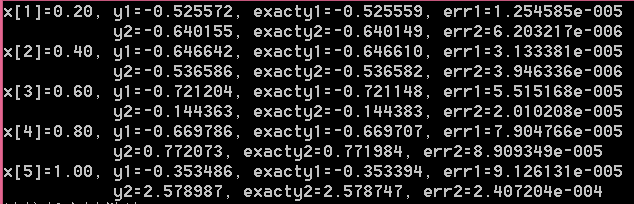 x[1]=0.20, y1=-0.525572, exacty1=-0.525559, err1=1.254585e-005
y2=-0.640155, exacty2=-0.640149, err2=6.203217e-006
x[2]=0.40, y1=-0.646642, exacty1=-0.646610, err1=3.133381e-005
y2=-0.536586, exacty2=-0.536582, err2=3.946336e-006
x[3]=0.60, y1=-0.721204, exacty1=-0.721148, err1=5.515168e-005
y2=-0.144363, exacty2=-0.144383, err2=2.010208e-005
x[4]=0.80, y1=-0.669786, exacty1=-0.669707, err1=7.904766e-005
y2=0.772073, exacty2=0.771984, err2=8.909349e-005
x[5]=1.00, y1=-0.353486, exacty1=-0.353394, err1=9.126131e-005
y2=2.578987, exacty2=2.578747, err2=2.407204e-004